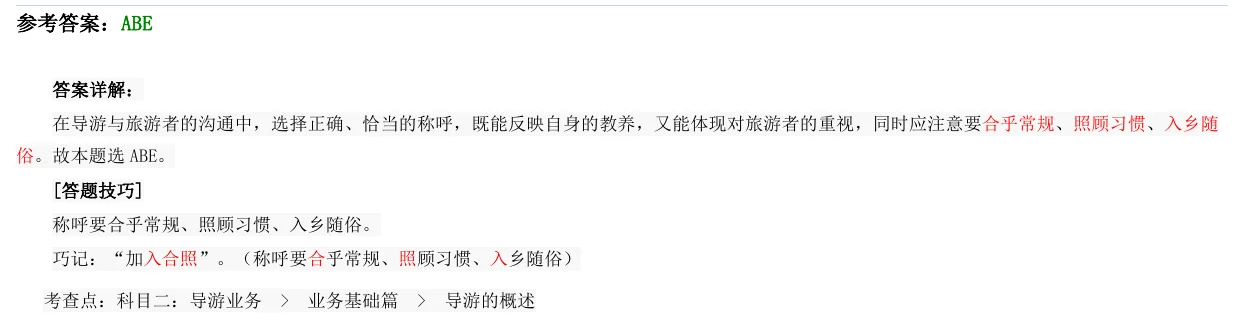 参考答案：ABE
答案详解：
在导游与旅游者的沟通中，选择正确、恰当的称呼，既能反映自身的教养，又能体现对旅游者的重视，同时应注意要合乎常规、照顾习惯、入乡随
俗。故本题选 ABE。
[答题技巧]
称呼要合乎常规、照顾习惯、入乡随俗。
巧记：“加入合照”。（称呼要合乎常规、照顾习惯、入乡随俗）
考查点：科目二：导游业务 > 业务基础篇 > 导游的概述